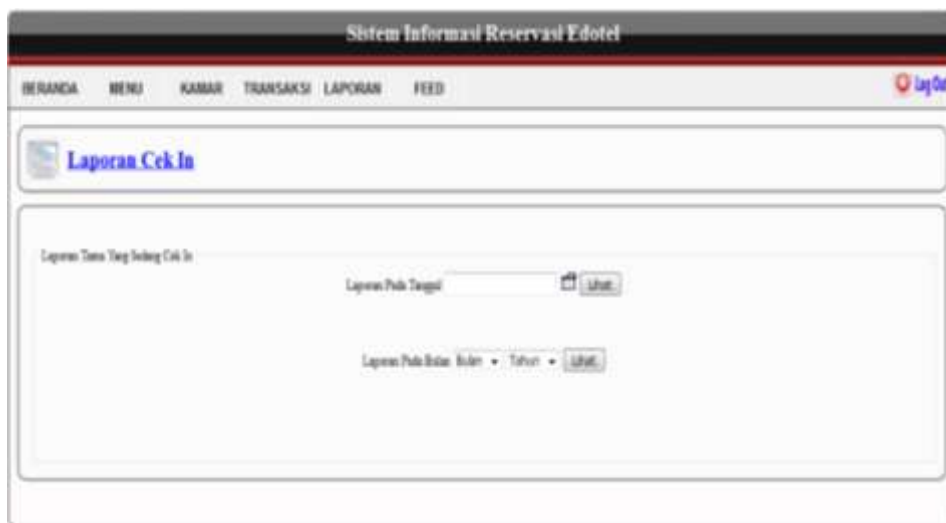 Sistem Informasi Reservasi Edotel
BERANDA MENU KAMAR TRANSAKSI LAPORAN FEED Log Out
Laporan Cek In
Laporan Tamu Yang Sedang Cek In
Laporan Pada Tanggal Lihat
Laporan Pada Bulan Bulan Tahun Lihat